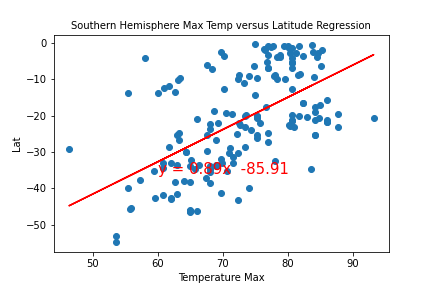 Southern Hemisphere Max Temp versus Latitude Regression
0
−10
−20
−30
−40
−50
Lat
y = 0.89x -85.91
50
60
70
80
90
Temperature Max